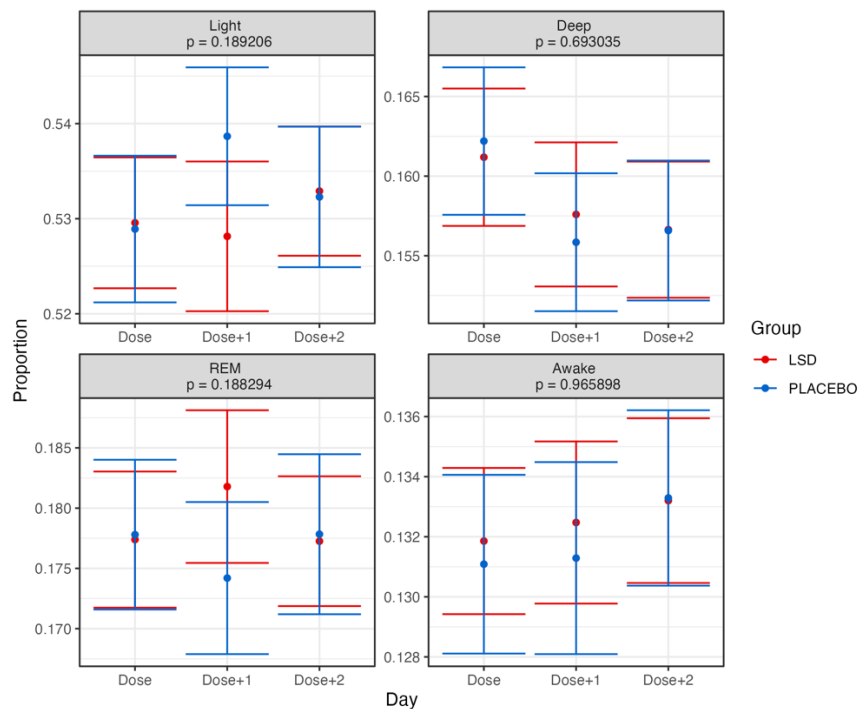 Light
p = 0.189206
Deep
p = 0.693035
0.54
0.53
0.52
0.165
0.160
0.155
Dose
Dose+1
Dose+2
Dose
Dose+1
Dose+2
Proportion
Group
LSD
PLACEBO
REM
p = 0.188294
Awake
p = 0.965898
0.185
0.180
0.175
0.170
0.136
0.134
0.132
0.130
0.128
Dose
Dose+1
Dose+2
Dose
Dose+1
Dose+2
Day